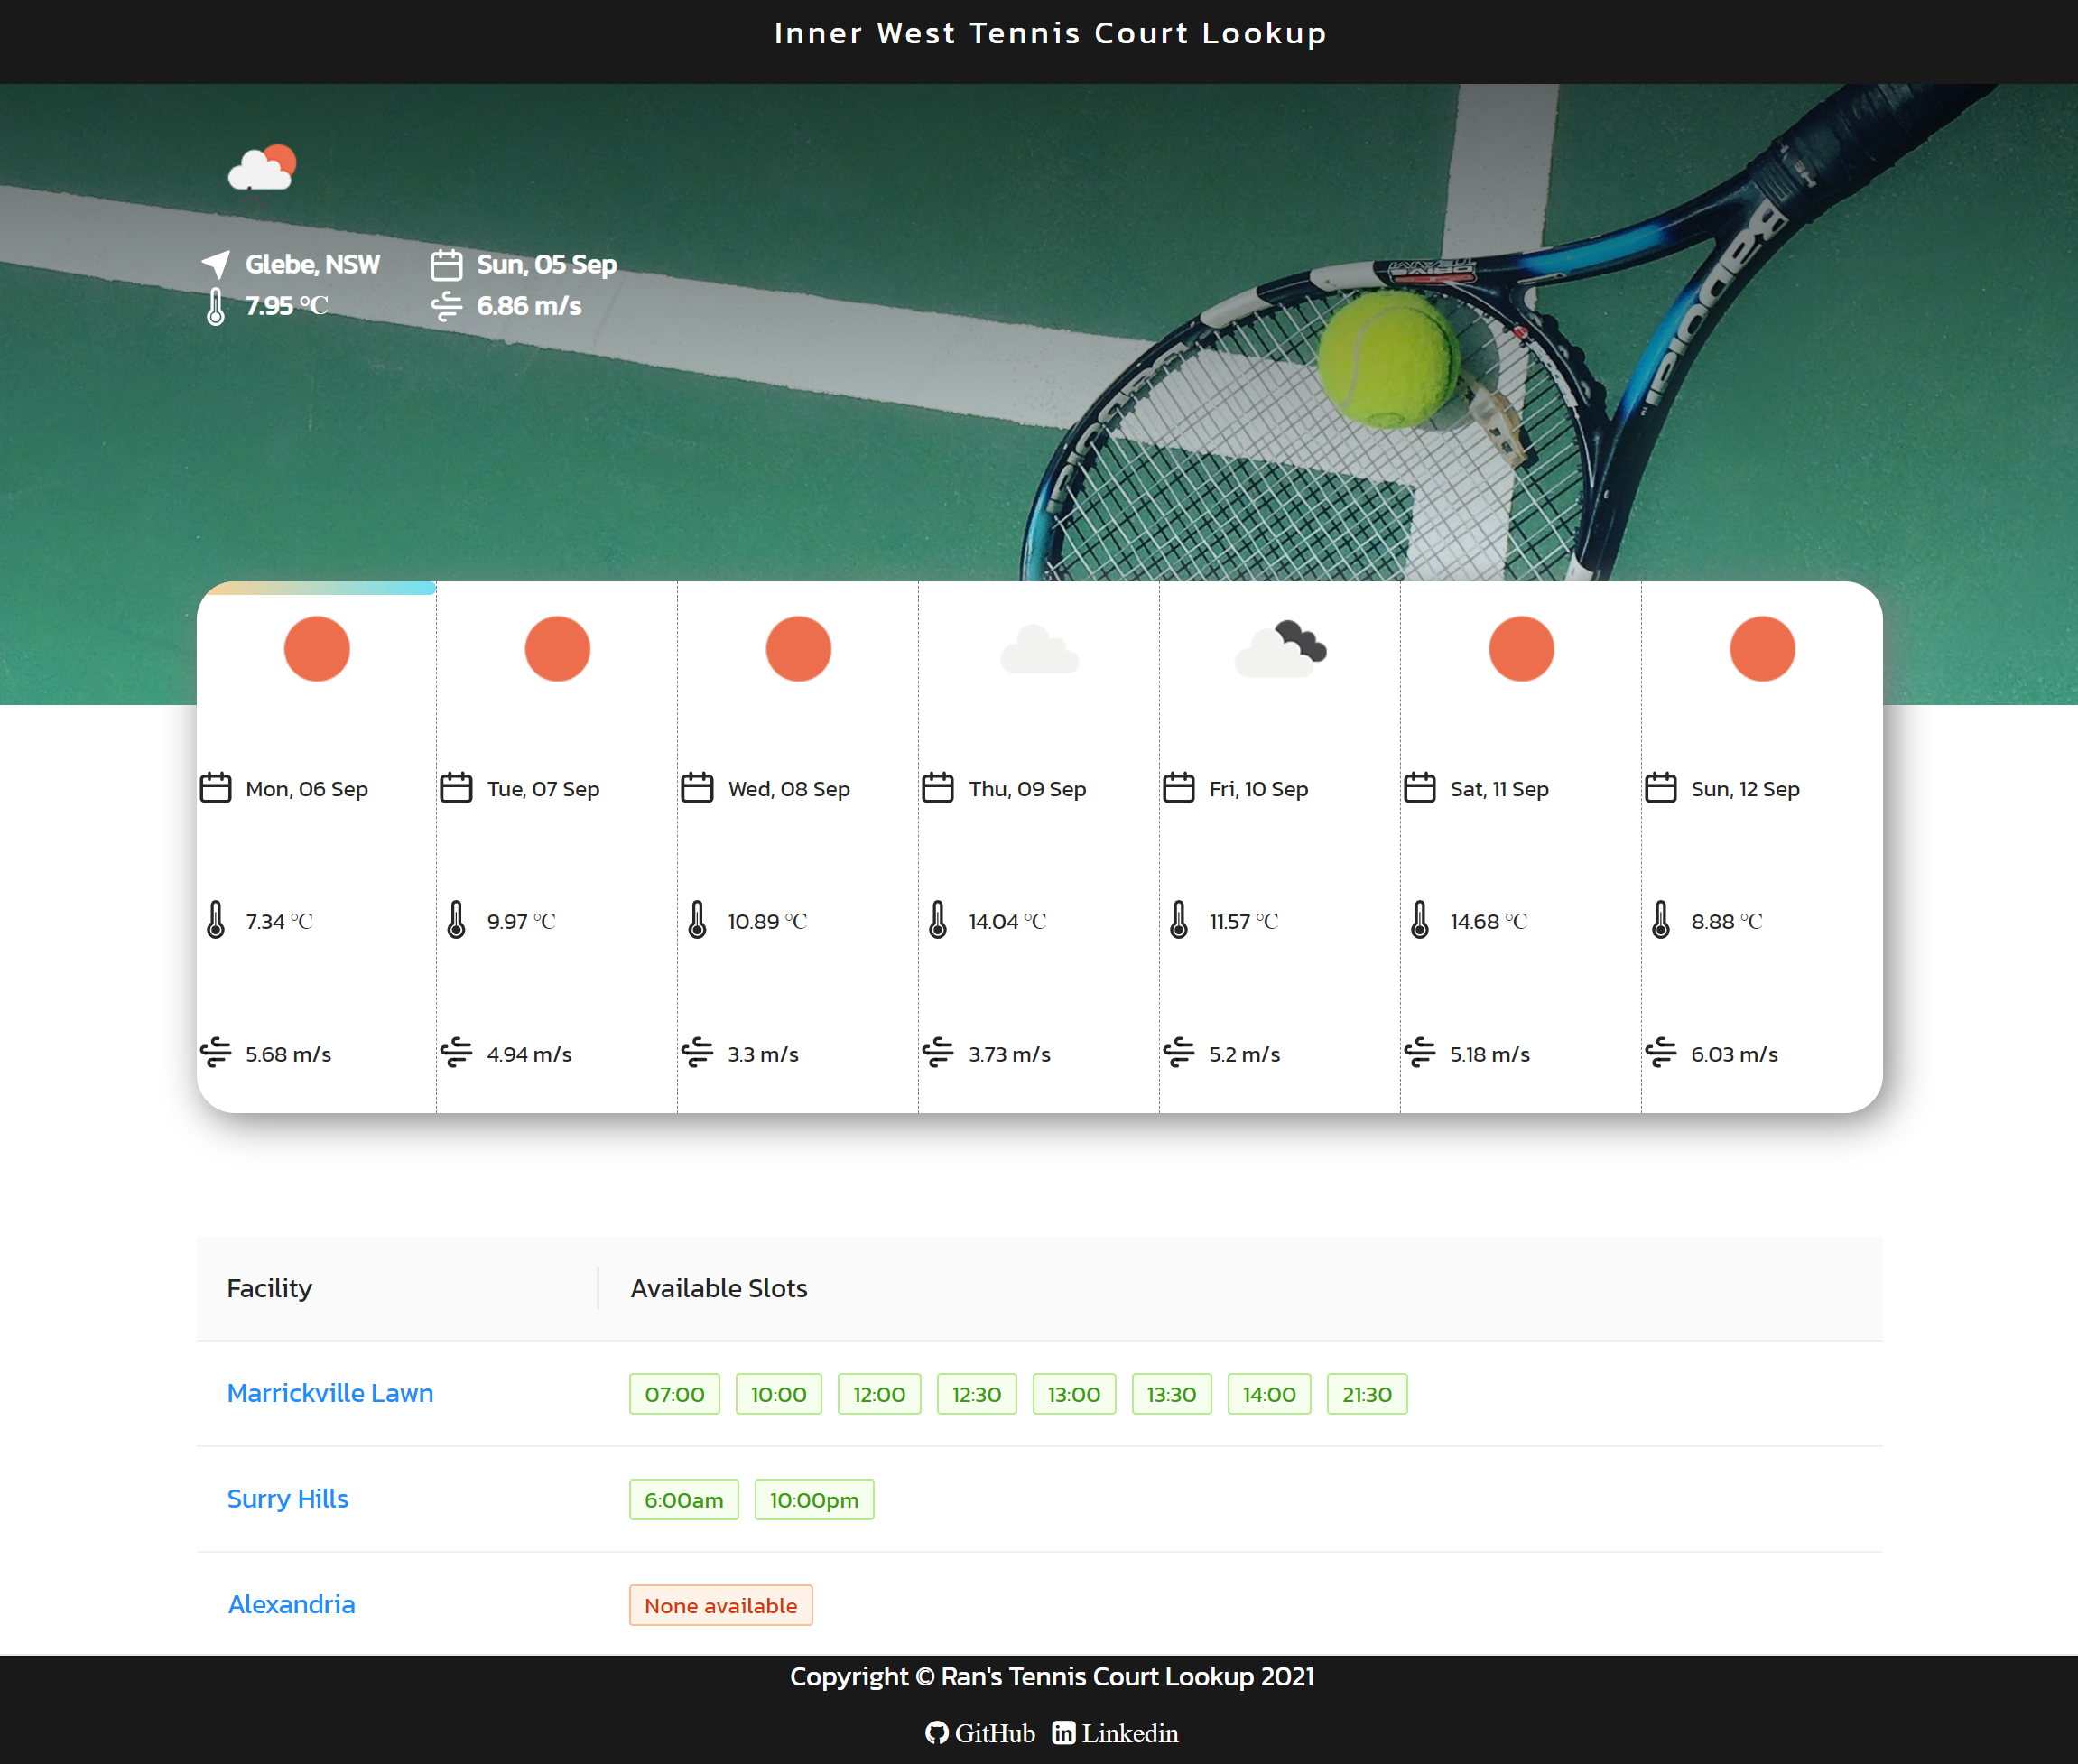 Inner West Tennis Court Lookup
Glebe, NSW Sun, 05 Sep
7.95 °C 6.86 m/s
Babolat
DRIVE
TEAM
Mon, 06 Sep Tue, 07 Sep Wed, 08 Sep Thu, 09 Sep Fri, 10 Sep Sat, 11 Sep Sun, 12 Sep
7.34 °C 9.97 °C 10.89 °C 14.04 °C 11.57 °C 14.68 °C 8.88 °C
5.68 m/s 4.94 m/s 3.3 m/s 3.73 m/s 5.2 m/s 5.18 m/s 6.03 m/s
Facility Available Slots
Marrickville Lawn 07:00 10:00 12:00 12:30 13:00 13:30 14:00 21:30
Surry Hills 6:00am 10:00pm
Alexandria None available
Copyright © Ran's Tennis Court Lookup 2021
GitHub Linkedin